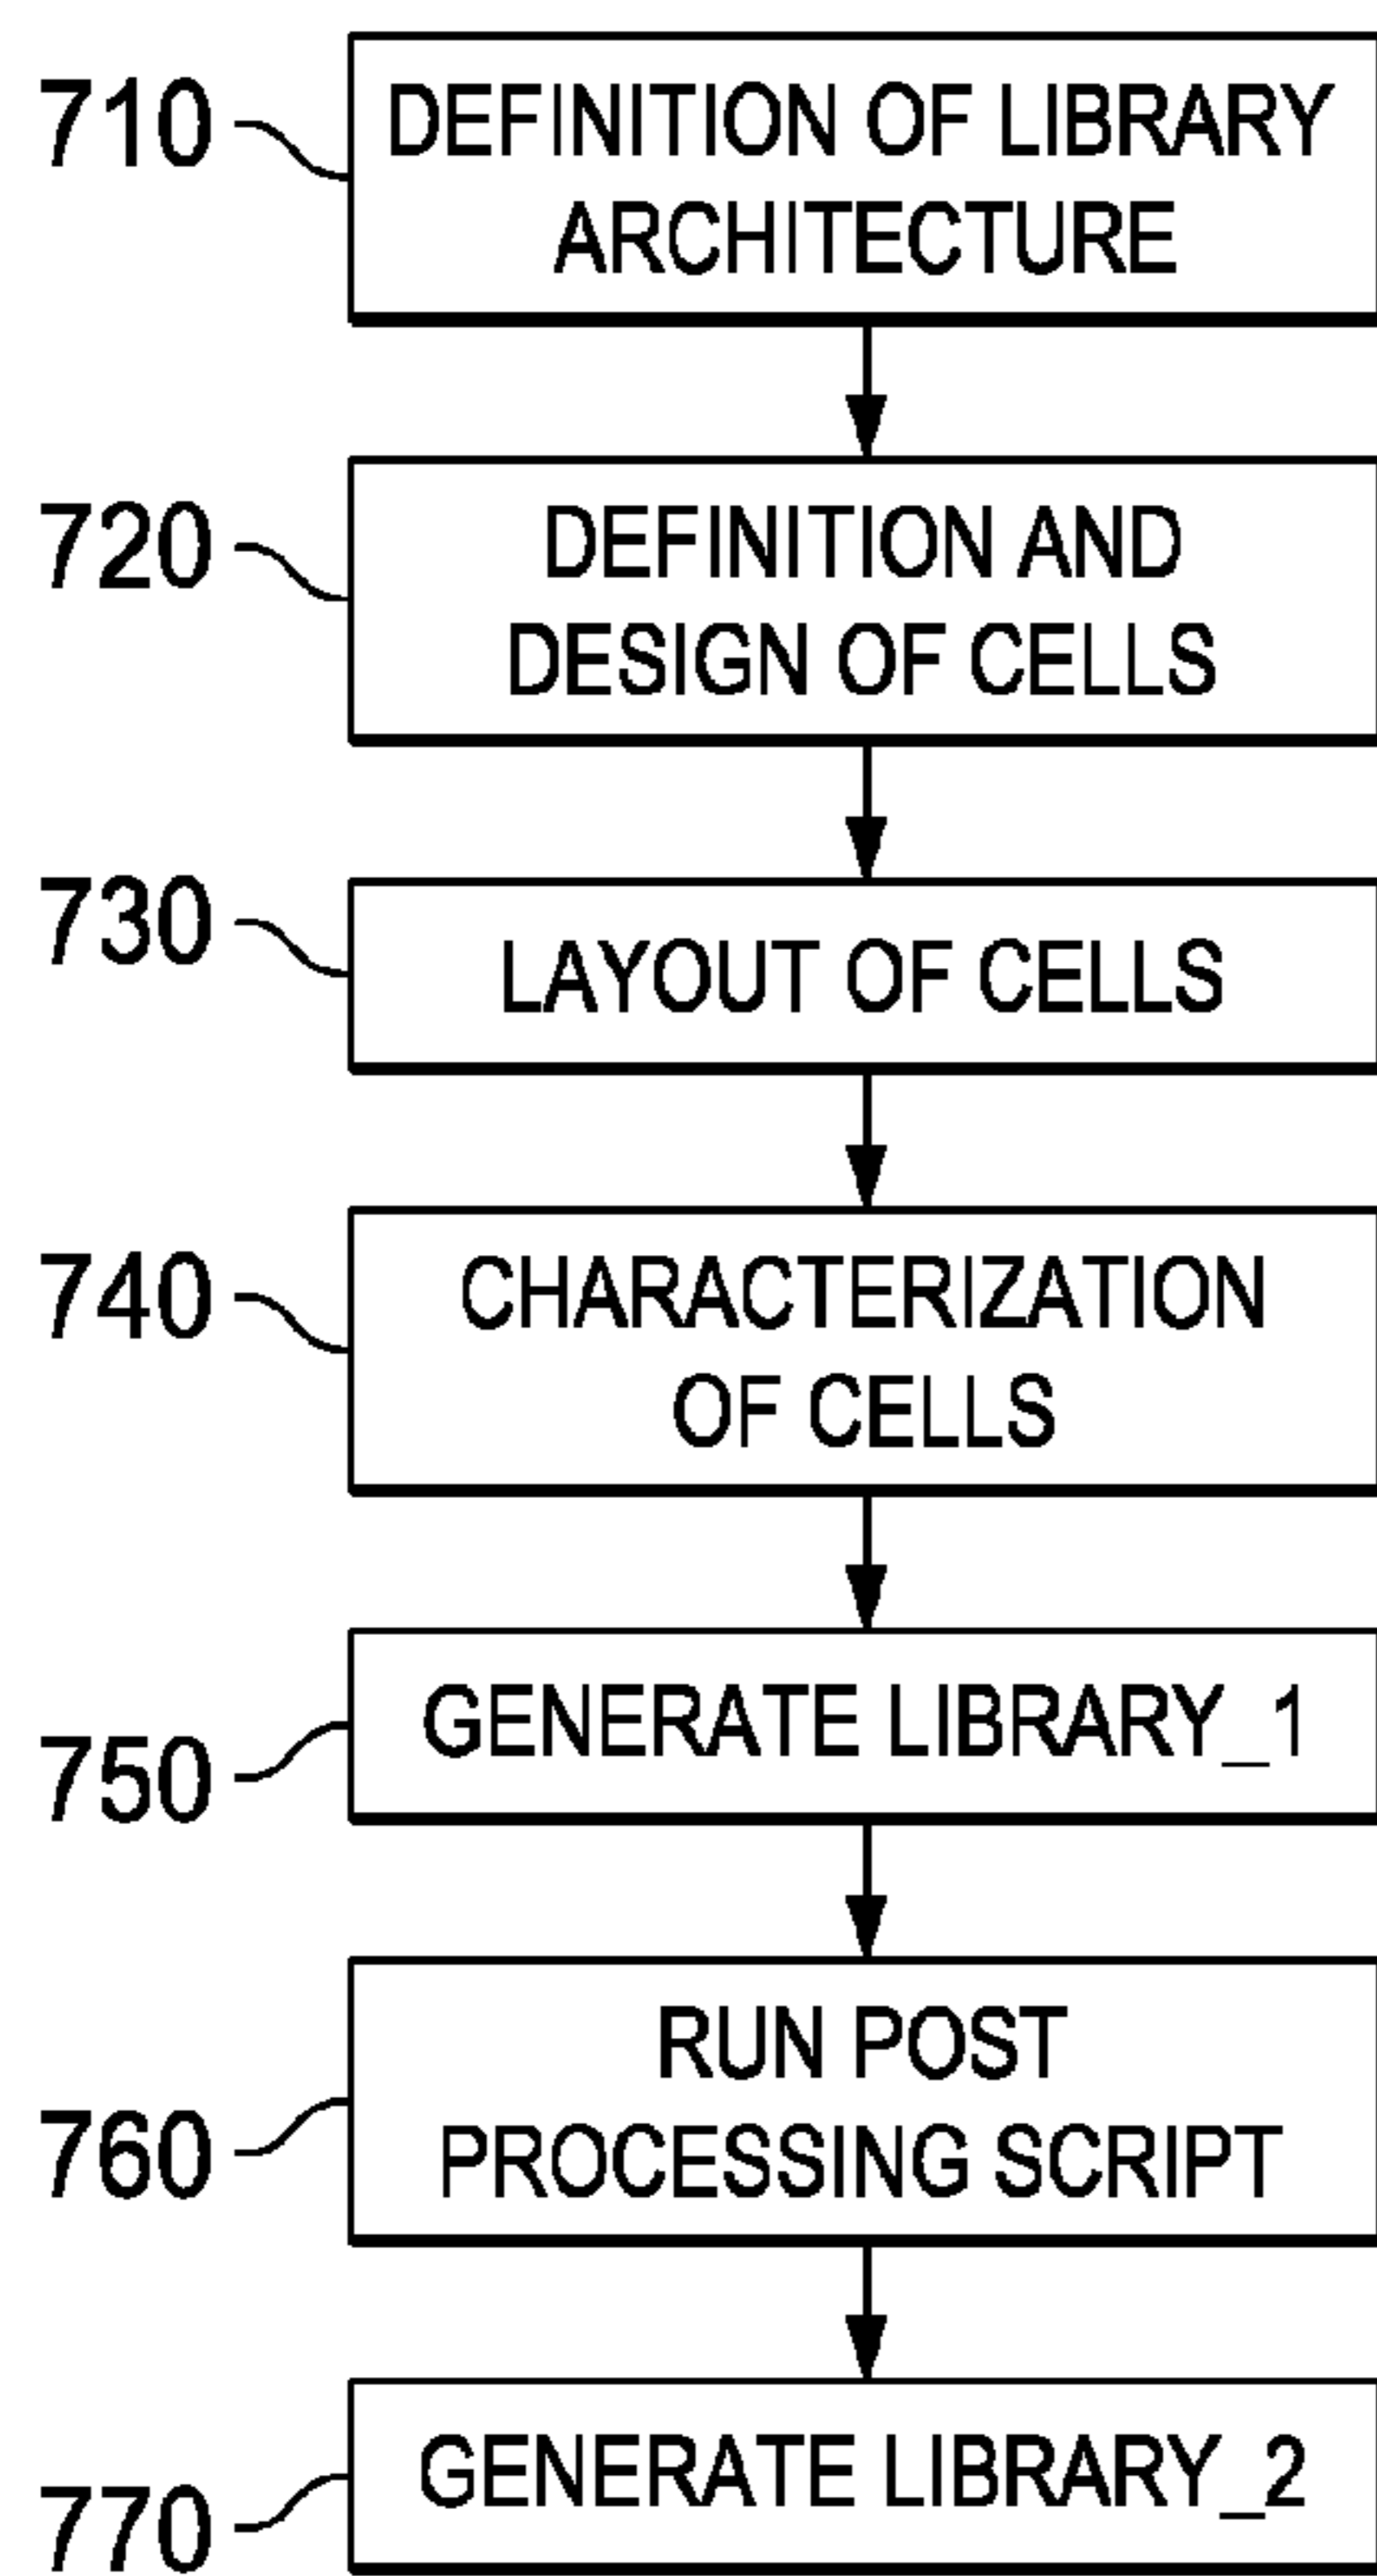 710
DEFINITION OF LIBRARY
ARCHITECTURE
720
DEFINITION AND
DESIGN OF CELLS
730
LAYOUT OF CELLS
740
CHARACTERIZATION
OF CELLS
750
GENERATE LIBRARY_1
760
RUN POST
PROCESSING SCRIPT
770
GENERATE LIBRARY_2